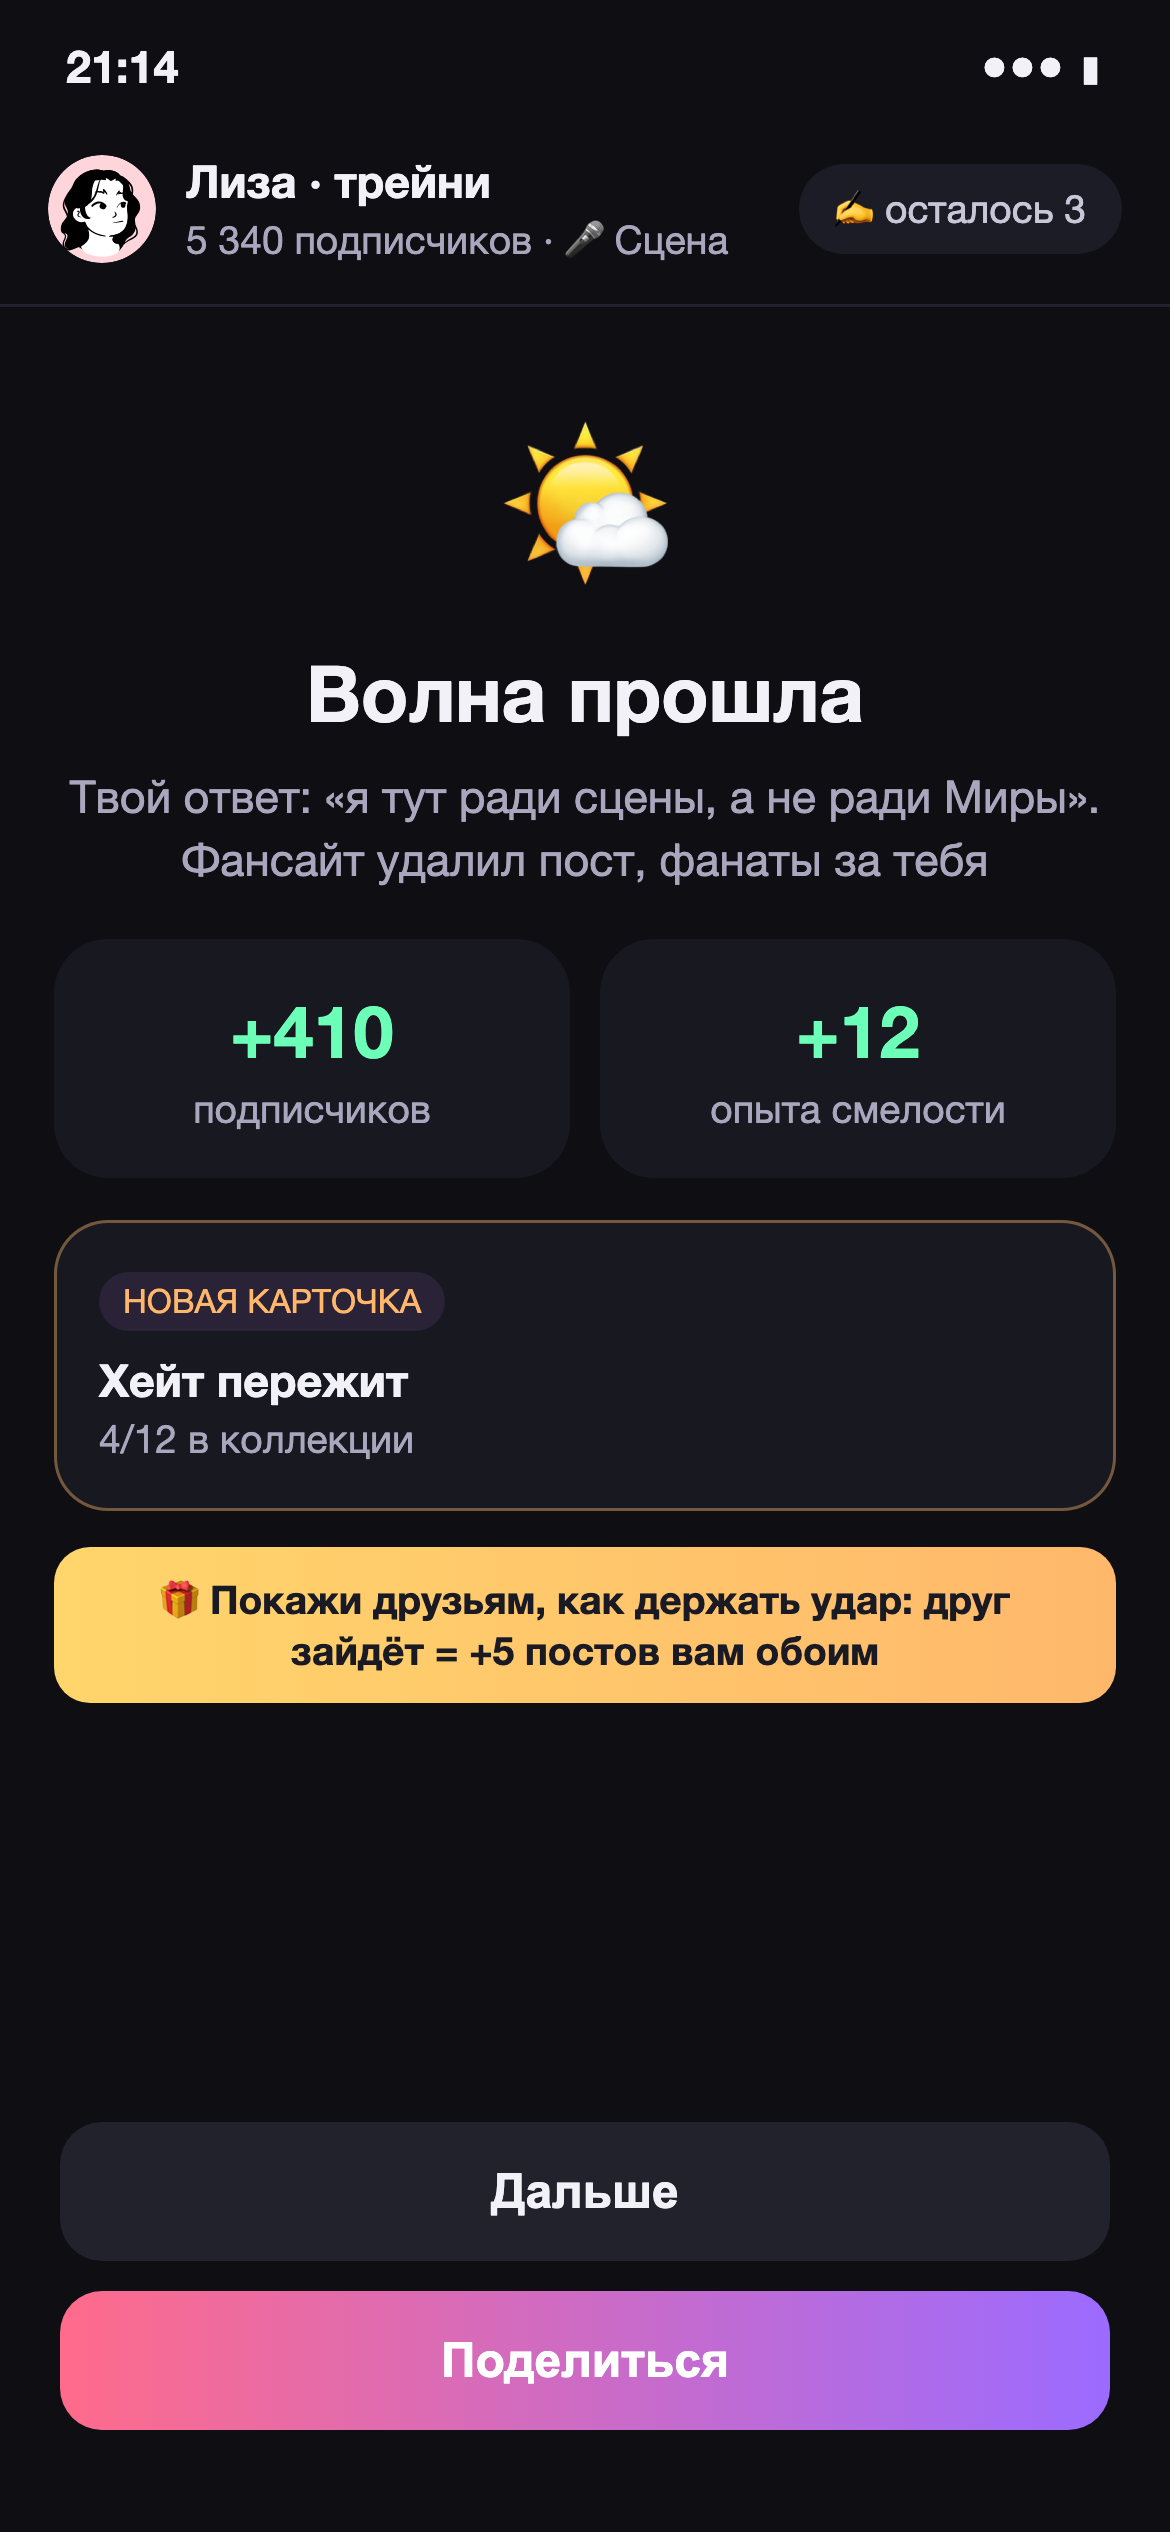 21:14
Лиза · трейни
5 340 подписчиков · 🎤 Сцена
✍️ осталось 3
Волна прошла
Твой ответ: «я тут ради сцены, а не ради Миры».
Фансайт удалил пост, фанаты за тебя
+410
подписчиков
+12
опыта смелости
НОВАЯ КАРТОЧКА
Хейт пережит
4/12 в коллекции
🎁 Покажи друзьям, как держать удар: друг
зайдёт = +5 постов вам обоим
Дальше
Поделиться